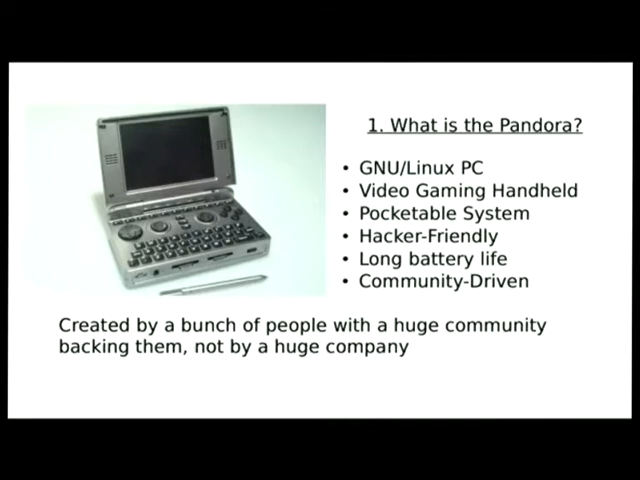 1. What is the Pandora?
• GNU/Linux PC
• Video Gaming Handheld
• Pocketable System
• Hacker-Friendly
• Long battery life
• Community-Driven
Created by a bunch of people with a huge community
backing them, not by a huge company